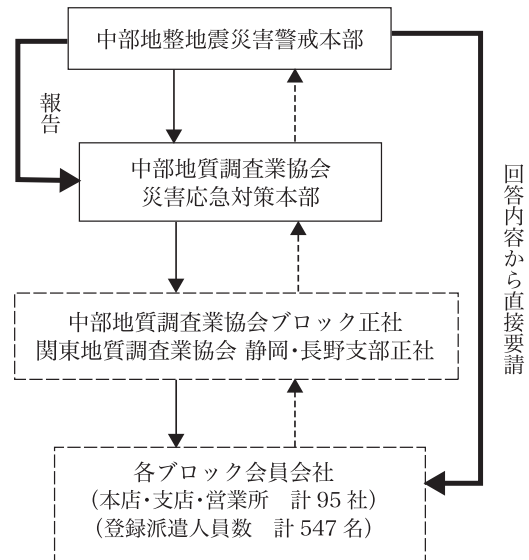 中部地整地震災害警戒本部
報告
中部地質調査業協会
災害応急対策本部
回答内容から直接要請
中部地質調査業協会ブロック正社
関東地質調査業協会 静岡・長野支部正社
各ブロック会員会社
(本店・支店・営業所　計95社)
(登録派遣人員数　計547名)